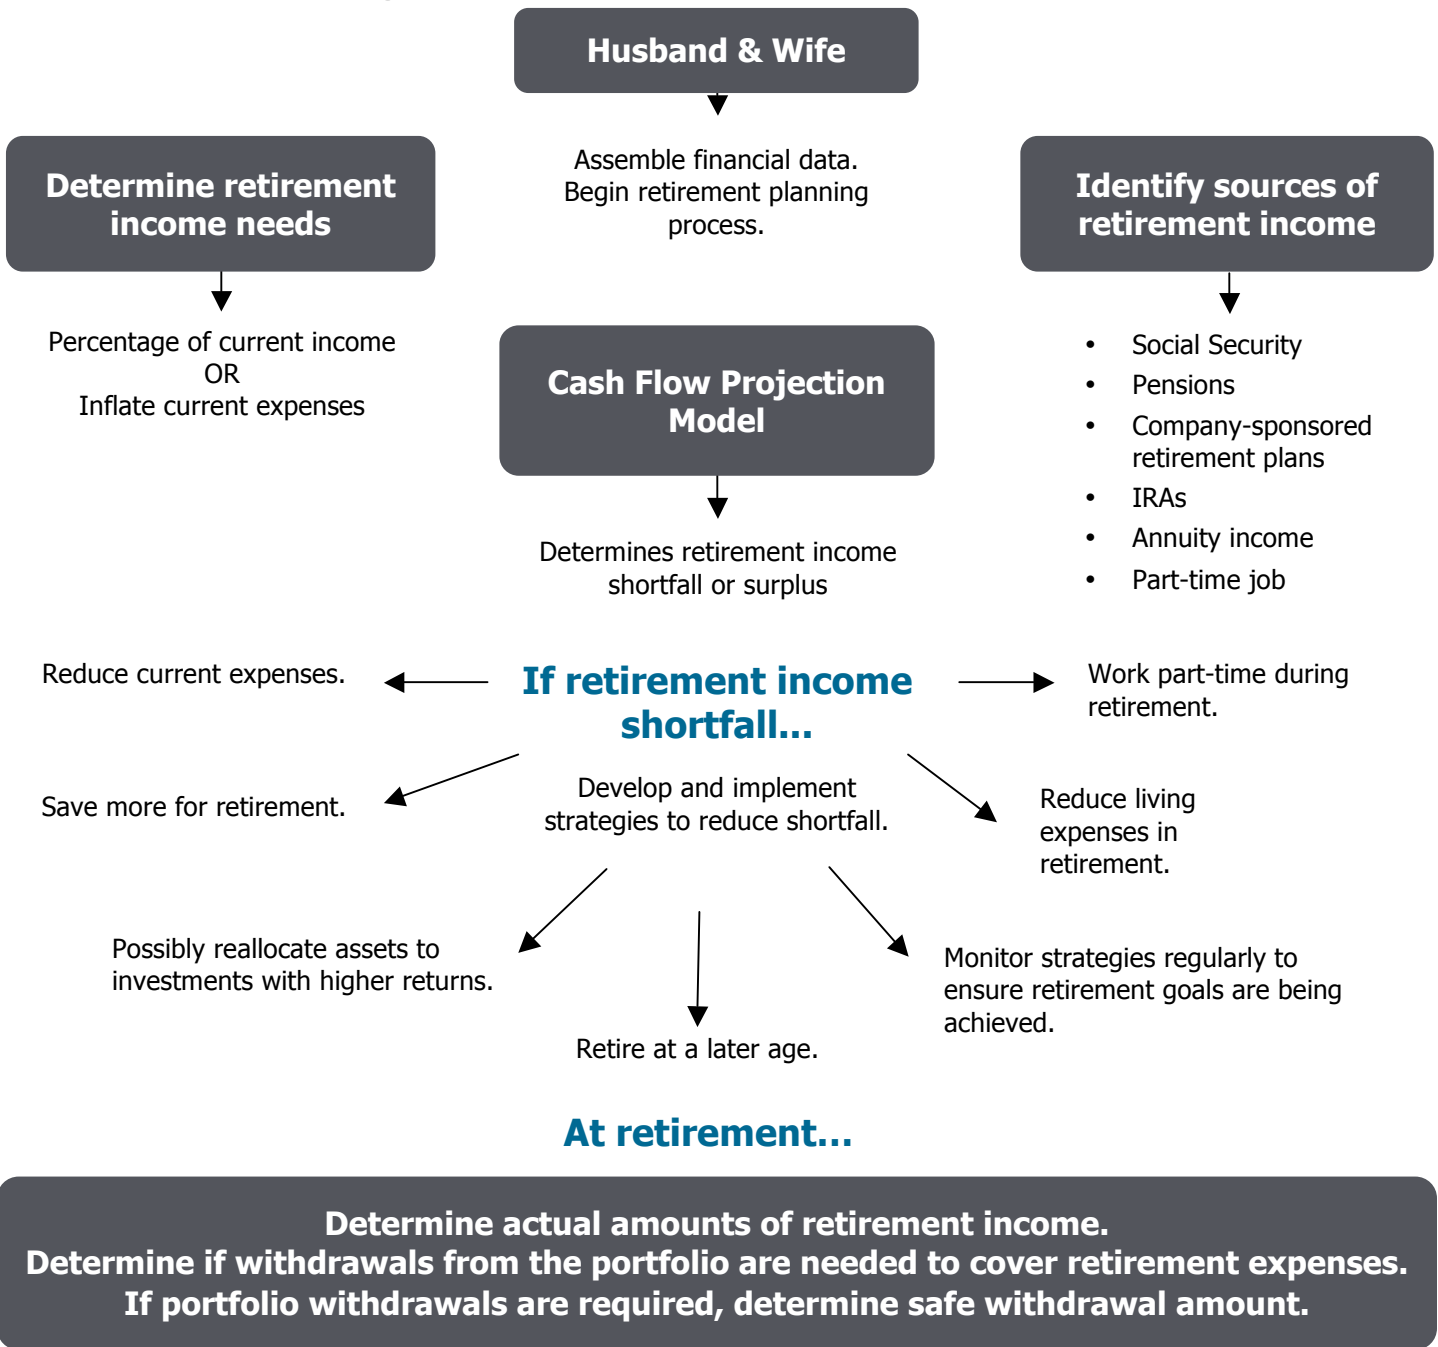 Husband & Wife
Assemble financial data.
Begin retirement planning
process.
Determine retirement
income needs
Percentage of current income
OR
Inflate current expenses
Identify sources of
retirement income
• Social Security
• Pensions
• Company-sponsored
retirement plans
• IRAs
• Annuity income
• Part-time job
Cash Flow Projection
Model
Determines retirement income
shortfall or surplus
If retirement income
shortfall...
Develop and implement
strategies to reduce shortfall.
Reduce current expenses.
Save more for retirement.
Possibly reallocate assets to
investments with higher returns.
Retire at a later age.
Monitor strategies regularly to
ensure retirement goals are being
achieved.
Reduce living
expenses in
retirement.
Work part-time during
retirement.
At retirement...
Determine actual amounts of retirement income.
Determine if withdrawals from the portfolio are needed to cover retirement expenses.
If portfolio withdrawals are required, determine safe withdrawal amount.